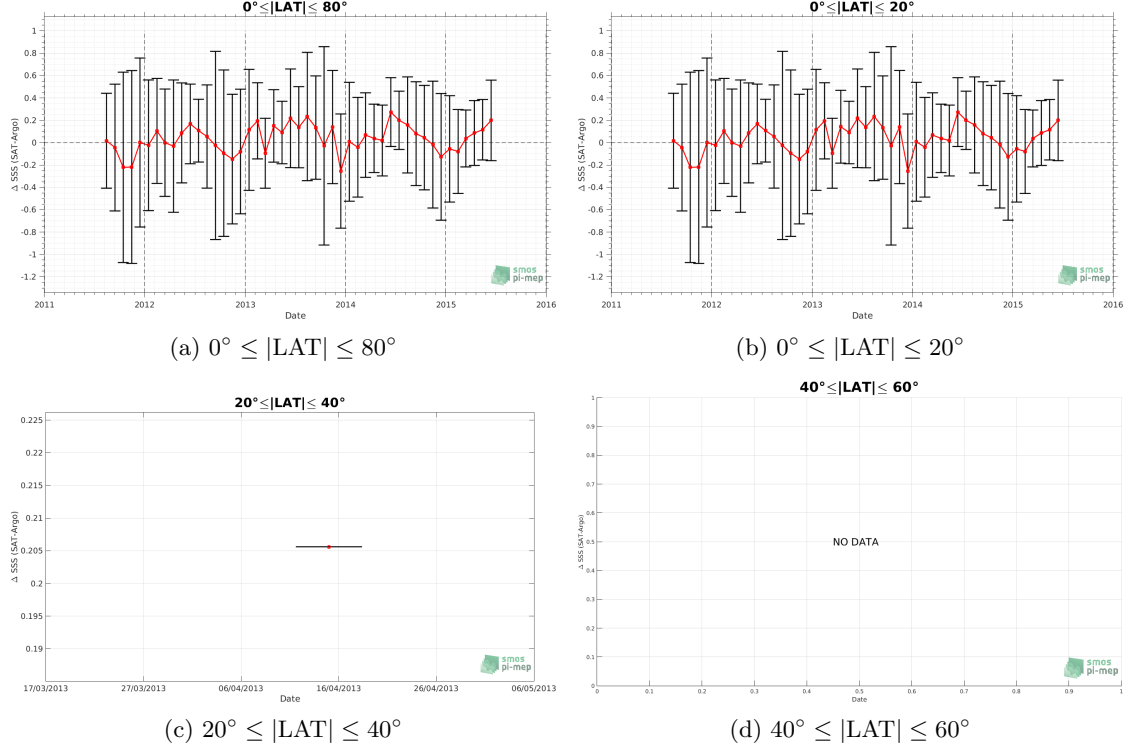 0°≤|LAT|≤ 80°
1
0.8
0.6
0.4
0.2
0
-0.2
-0.4
-0.6
-0.8
-1
-1.2
Δ SSS (SAT-Argo)
smos
pi-mep
2011 2012 2013 2014 2015 2016
Date
(a) 0° ≤ |LAT| ≤ 80°
0°≤|LAT|≤ 20°
1
0.8
0.6
0.4
0.2
0
-0.2
-0.4
-0.6
-0.8
-1
-1.2
Δ SSS (SAT-Argo)
smos
pi-mep
2011 2012 2013 2014 2015 2016
Date
(b) 0° ≤ |LAT| ≤ 20°
20°≤|LAT|≤ 40°
0.225
0.22
0.215
0.21
0.205
0.2
0.195
0.19
Δ SSS (SAT-Argo)
smos
pi-mep
17/03/2013 27/03/2013 06/04/2013 16/04/2013 26/04/2013 06/05/2013
Date
(c) 20° ≤ |LAT| ≤ 40°
40°≤|LAT|≤ 60°
1
0.9
0.8
0.7
0.6
0.5
0.4
0.3
0.2
0.1
0
Δ SSS (SAT-Argo)
NO DATA
smos
pi-mep
0 0.1 0.2 0.3 0.4 0.5 0.6 0.7 0.8 0.9 1
Date
(d) 40° ≤ |LAT| ≤ 60°